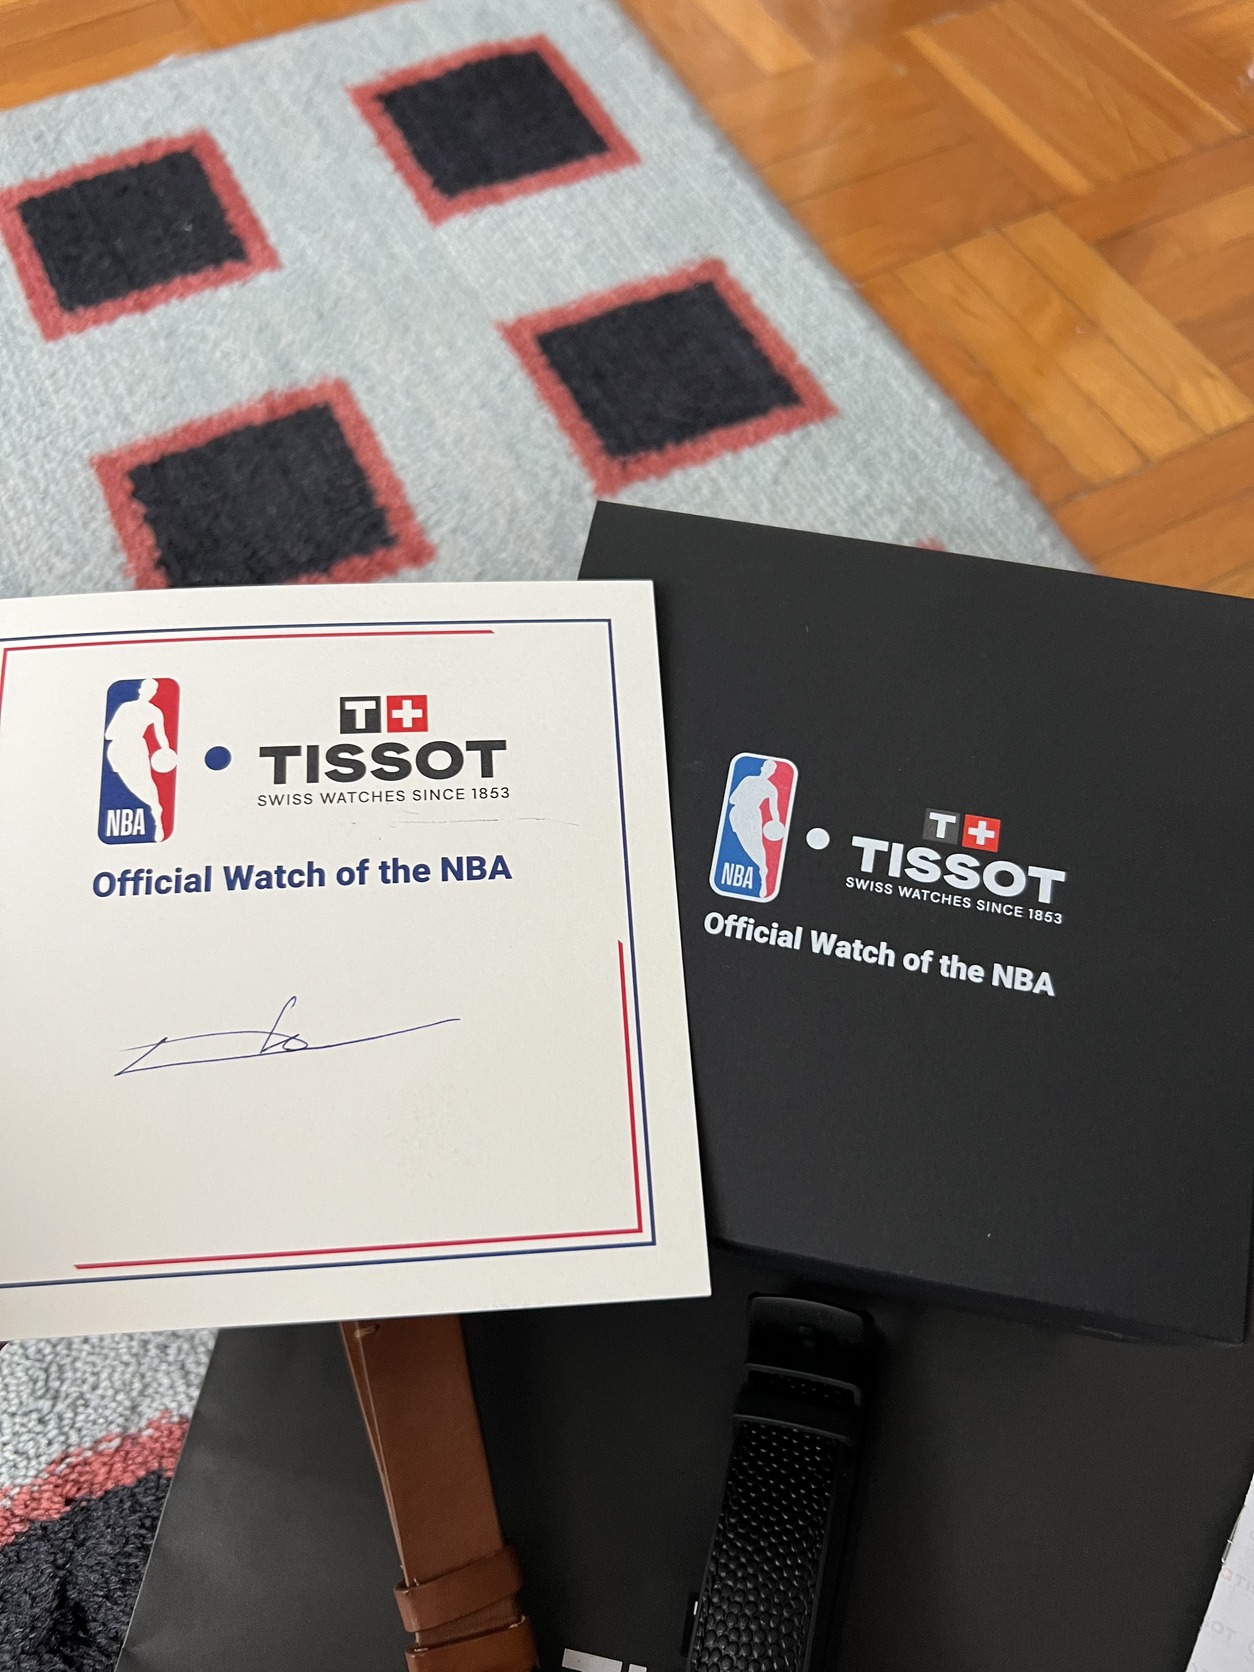 NBA
T+
TISSOT
SWISS WATCHES SINCE 1853
Official Watch of the NBA
NBA
T+
TISSOT
SWISS WATCHES SINCE 1853
Official Watch of the NBA